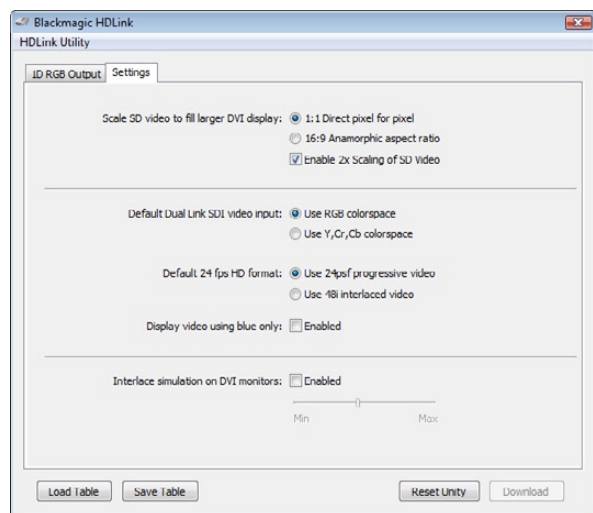 Blackmagic HDLink
HDLink Utility
1D RGB Output Settings
Scale SD video to fill larger DVI display: 1:1 Direct pixel for pixel
16:9 Anamorphic aspect ratio
Enable 2x Scaling of SD Video
Default Dual Link SDI video input: Use RGB colorspace
Use Y,Cr,Cb colorspace
Default 24 fps HD format: Use 24psf progressive video
Use 48i interlaced video
Display video using blue only: Enabled
Interlace simulation on DVI monitors: Enabled
Min Max
Load Table Save Table Reset Unity Download